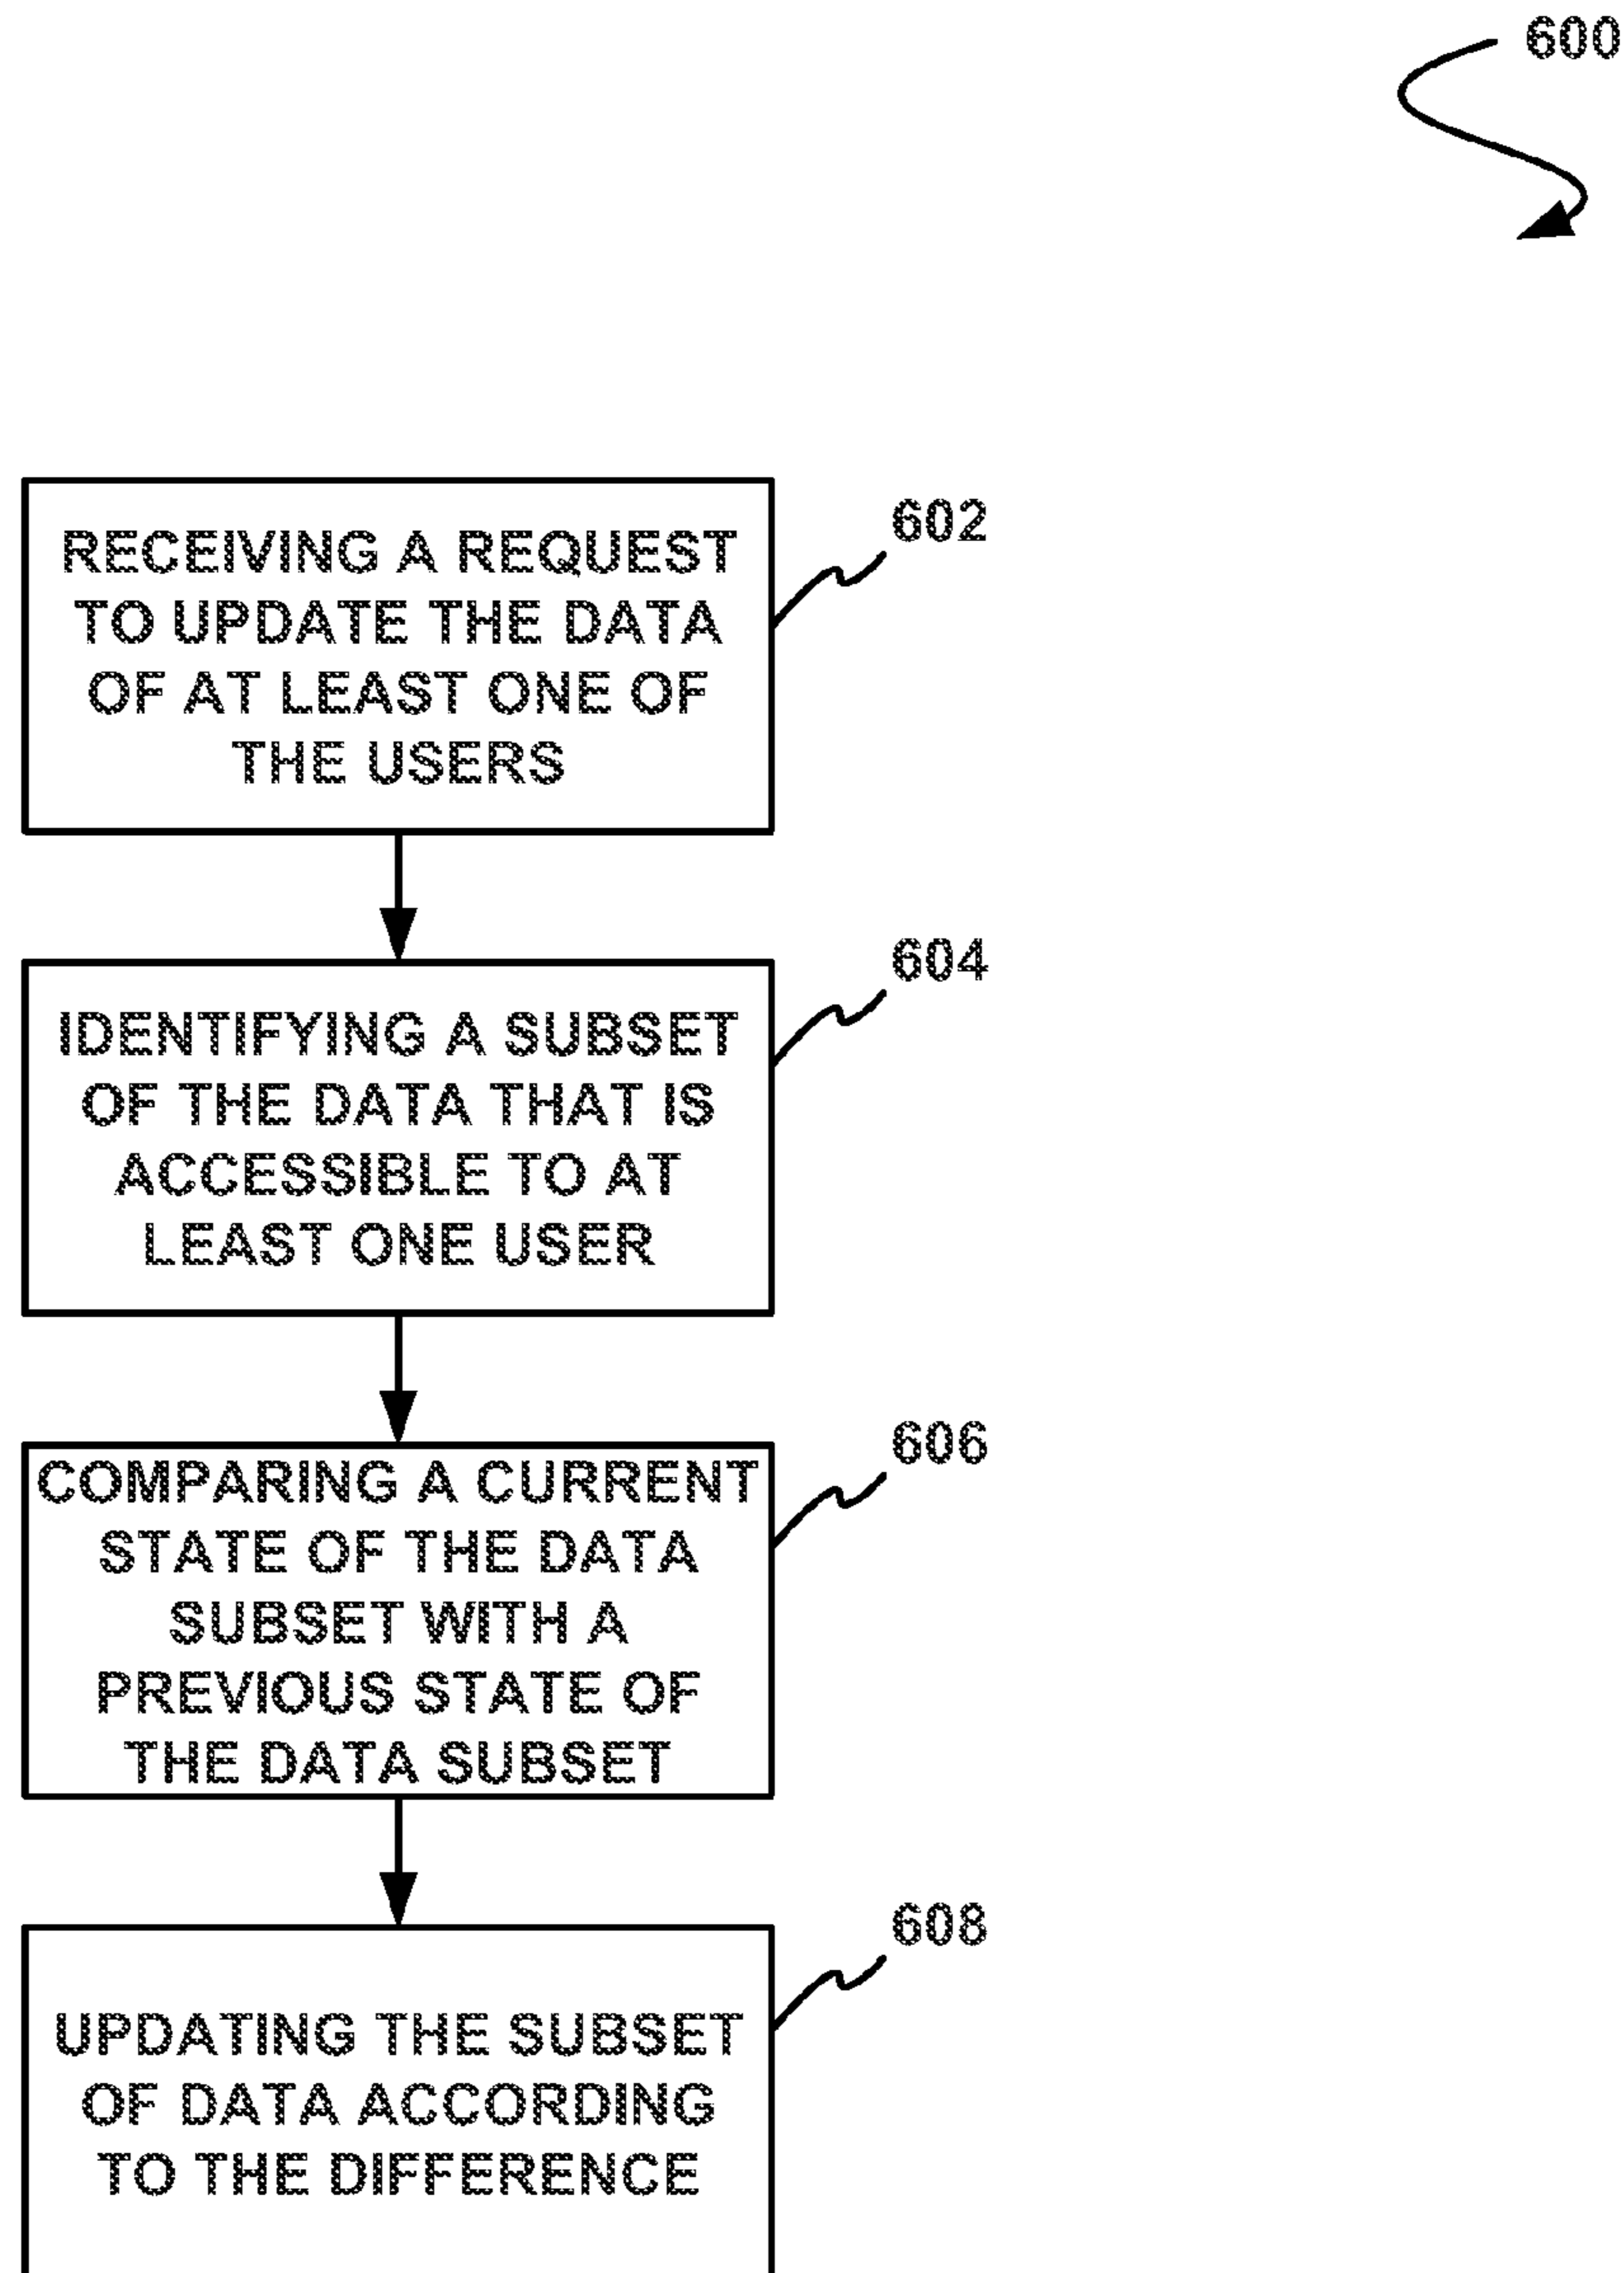 600
RECEIVING A REQUEST
TO UPDATE THE DATA
OF AT LEAST ONE OF
THE USERS
602
IDENTIFYING A SUBSET
OF THE DATA THAT IS
ACCESSIBLE TO AT
LEAST ONE USER
604
COMPARING A CURRENT
STATE OF THE DATA
SUBSET WITH A
PREVIOUS STATE OF
THE DATA SUBSET
606
UPDATING THE SUBSET
OF DATA ACCORDING
TO THE DIFFERENCE
608